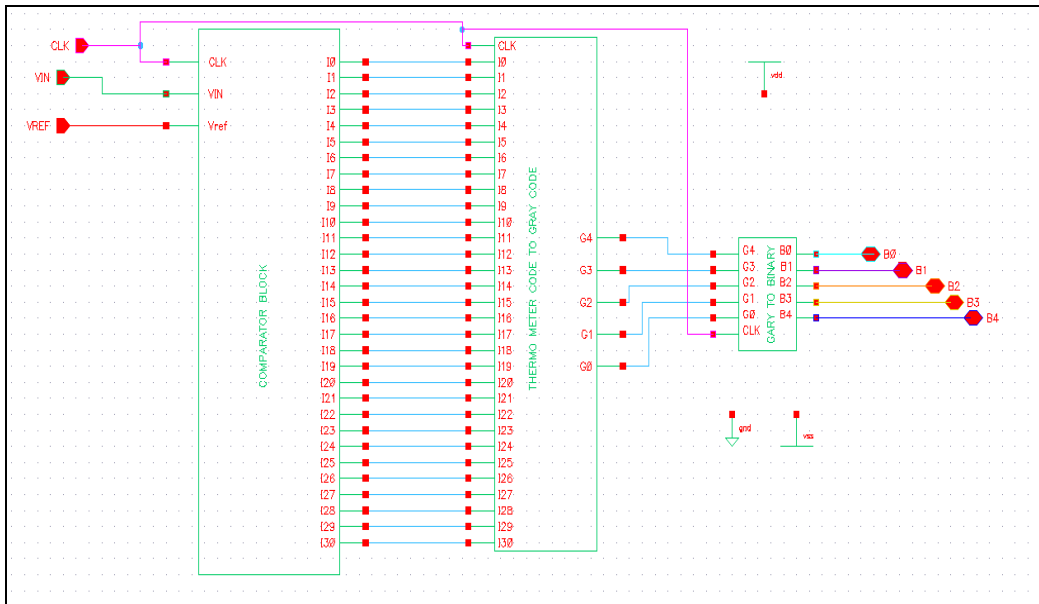 CLK
VIN
VREF
CLK
VIN
Vref
COMPARATOR BLOCK
I0
I1
I2
I3
I4
I5
I6
I7
I8
I9
I10
I11
I12
I13
I14
I15
I16
I17
I18
I19
I20
I21
I22
I23
I24
I25
I26
I27
I28
I29
I30
CLK
I0
I1
I2
I3
I4
I5
I6
I7
I8
I9
I10
I11
I12
I13
I14
I15
I16
I17
I18
I19
I20
I21
I22
I23
I24
I25
I26
I27
I28
I29
I30
THERMO METER CODE TO GRAY CODE
G4
G3
G2
G1
G0
vdd
G4
G3
G2
G1
G0
CLK
GARY TO BINARY
B0
B1
B2
B3
B4
B0
B1
B2
B3
B4
gnd
vss